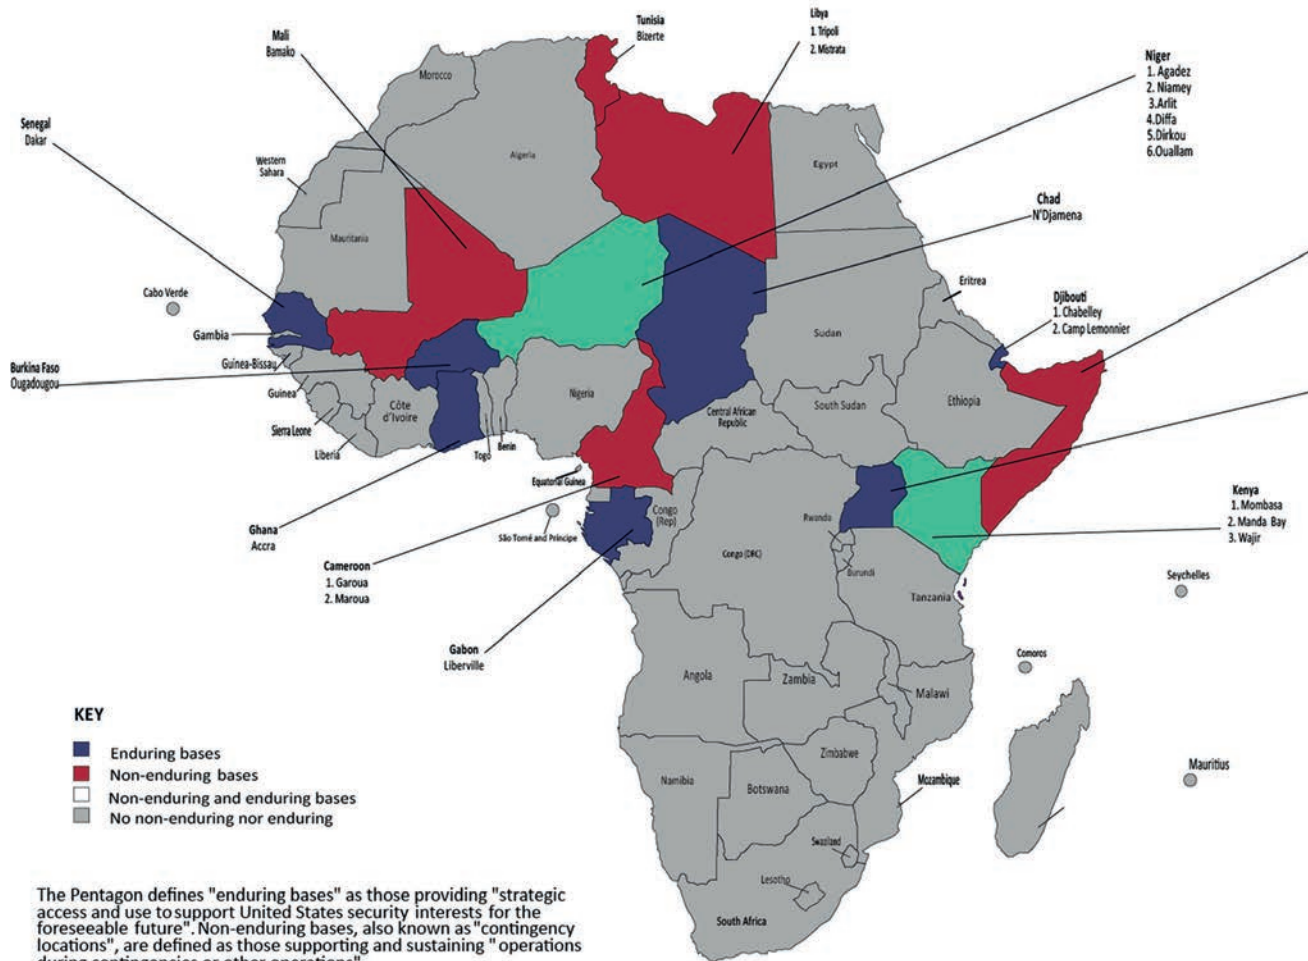 Mali
Bamako
Tunisia
Bizerte
Libya
1. Tripoli
2. Mistrata
Niger
1. Agadez
2. Niamey
3.Arlit
4.Diffa
5.Dirkou
6.Ouallam
Senegal
Dakar
Morocco
Algeria
Egypt
Western
Sahara
Mauritania
Chad
N'Djamena
Cabo Verde
Eritrea
Djibouti
1. Chabelley
2. Camp Lemonnier
Gambia
Sudan
Burkina Faso
Ougadougou
Guinea-Bissau
Guinea
Côte
d'Ivoire
Nigeria
Ethiopia
South Sudan
Central African
Republic
Sierra Leone
Liberia
Togo
Benin
Equatorial Guinea
Ghana
Accra
São Tomé and Príncipe
Congo
(Rep)
Rwanda
Kenya
1. Mombasa
2. Manda Bay
3. Wajir
Congo (DRC)
Burundi
Cameroon
1. Garoua
2. Maroua
Seychelles
Tanzania
Gabon
Liberville
Comoros
Angola
Zambia
Malawi
KEY
Enduring bases
Non-enduring bases
Non-enduring and enduring bases
No non-enduring nor enduring
Zimbabwe
Mozambique
Mauritius
Namibia
Botswana
Swaziland
Lesotho
South Africa
The Pentagon defines "enduring bases" as those providing "strategic
access and use to support United States security interests for the
foreseeable future". Non-enduring bases, also known as "contingency
locations", are defined as those supporting and sustaining "operations
during contingencies or other operations".